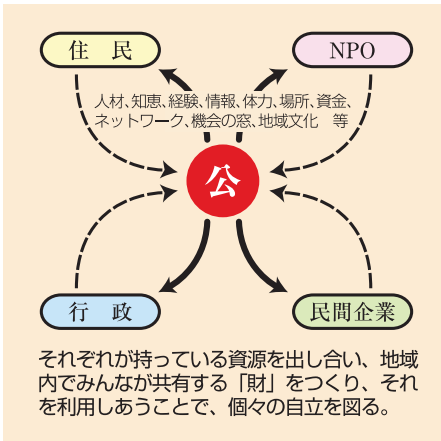 住　民
NPO
人材、知恵、経験、情報、体力、場所、資金、
ネットワーク、機会の窓、地域文化　等
公
行　政
民間企業
それぞれが持っている資源を出し合い、地域
内でみんなが共有する「財」をつくり、それ
を利用しあうことで、個々の自立を図る。